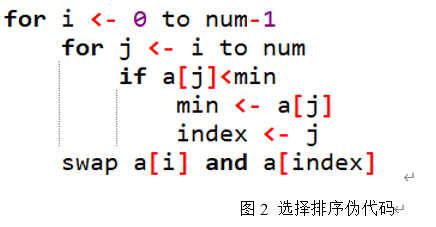 for i <- 0 to num-1
    for j <- i to num
        if a[j]<min
            min <- a[j]
            index <- j
    swap a[i] and a[index]
图 2 选择排序伪代码